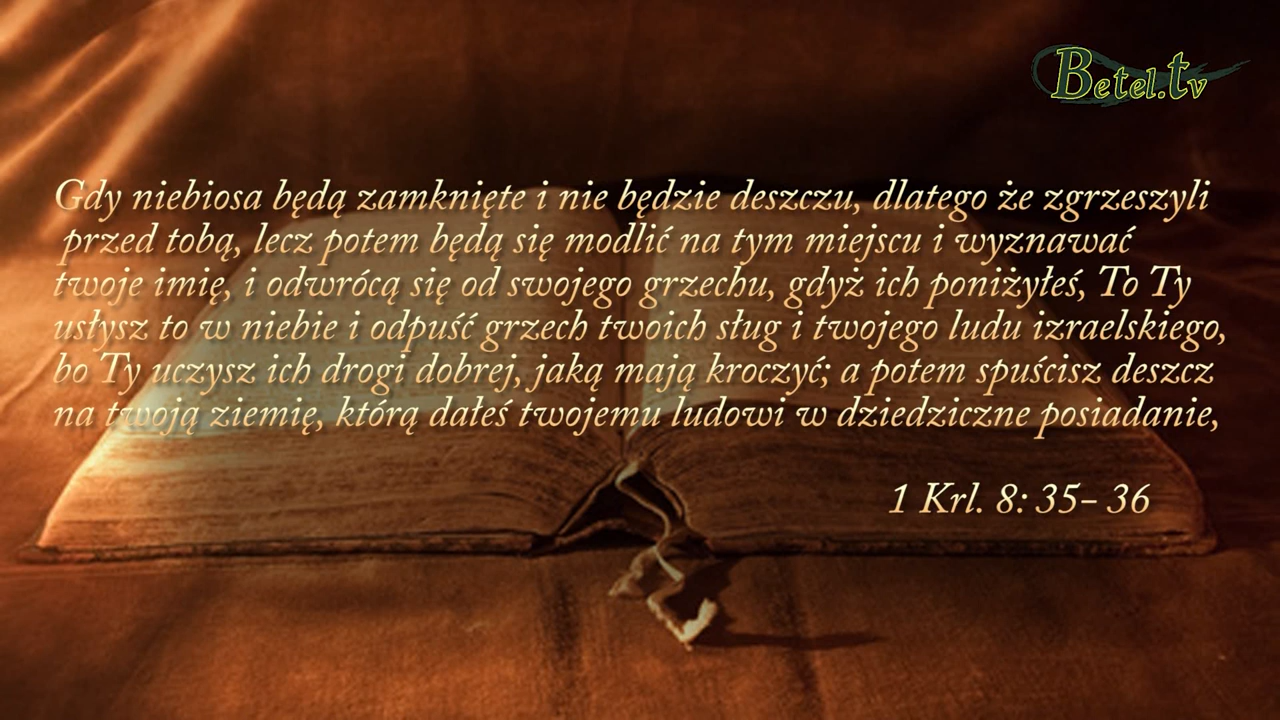 Betel.tv
Gdy niebiosa będą zamknięte i nie będzie deszczu, dlatego że zgrzeszyli
przed tobą, lecz potem będą się modlić na tym miejscu i wyznawać
twoje imię, i odwrócą się od swojego grzechu, gdyż ich poniżyłeś, To Ty
usłysz to w niebie i odpuść grzech twoich sług i twojego ludu izraelskiego,
bo Ty uczysz ich drogi dobrej, jaką mają kroczyć; a potem spuścisz deszcz
na twoją ziemię, którą dałeś twojemu ludowi w dziedziczne posiadanie,
1 Krl. 8: 35- 36